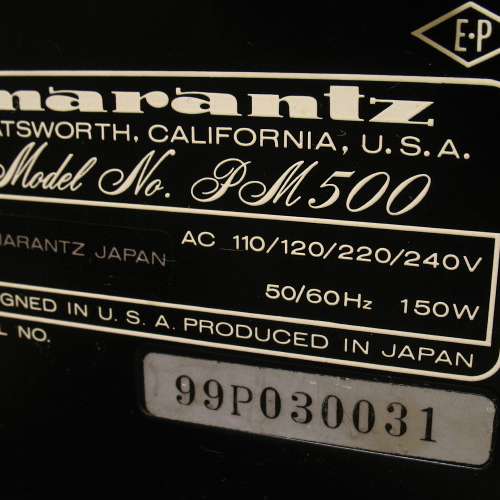 E·P
marantz
ATSWORTH, CALIFORNIA, U.S.A.
Model No. PM500
MARANTZ JAPAN
AC 110/120/220/240V
50/60Hz 150W
IGNED IN U.S.A. PRODUCED IN JAPAN
L NO.
99P030031